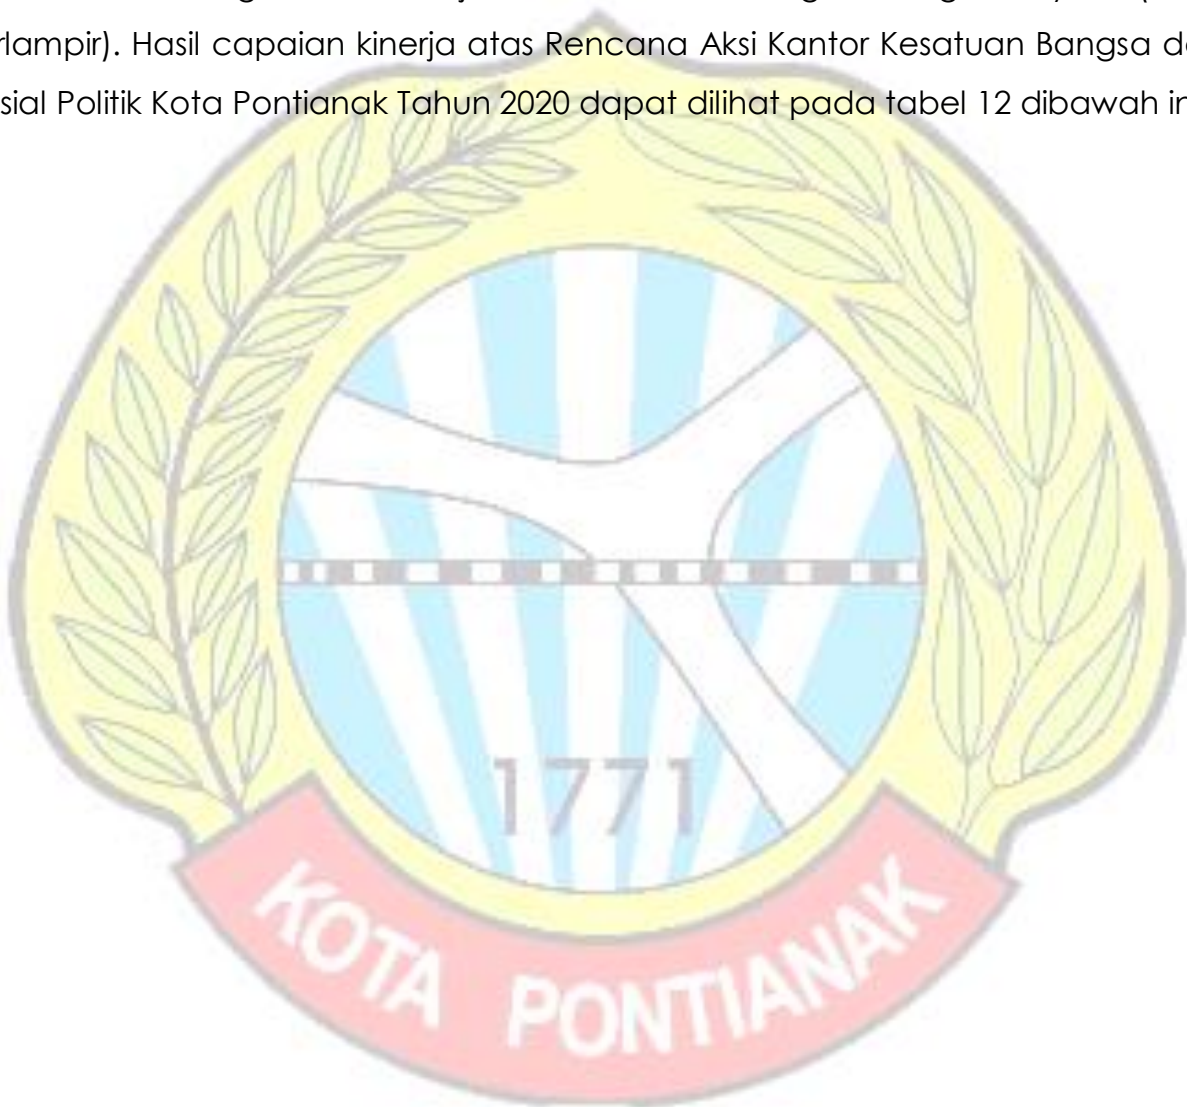 rlampir). Hasil capaian kinerja atas Rencana Aksi Kantor Kesatuan Bangsa d
sial Politik Kota Pontianak Tahun 2020 dapat dilihat pada tabel 12 dibawah in
1771
KOTA PONTIANAK